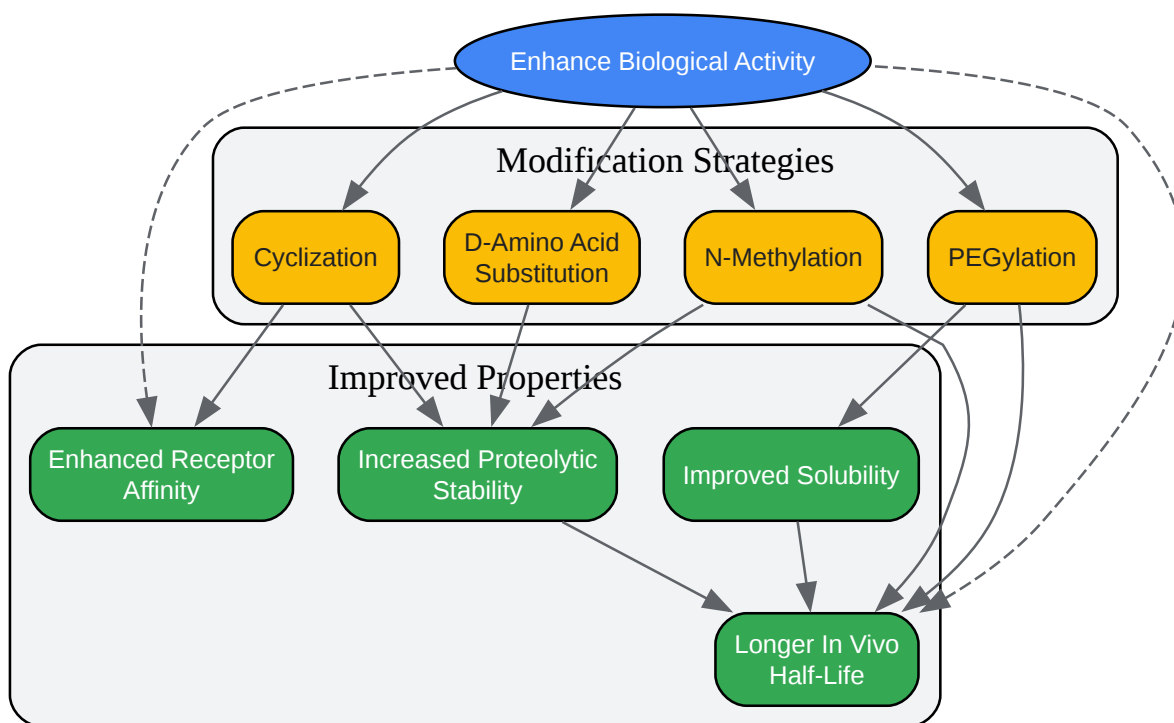 Enhance Biological Activity
Modification Strategies
Cyclization
D-Amino Acid
Substitution
N-Methylation
PEGylation
Improved Properties
Enhanced Receptor
Affinity
Increased Proteolytic
Stability
Improved Solubility
Longer In Vivo
Half-Life